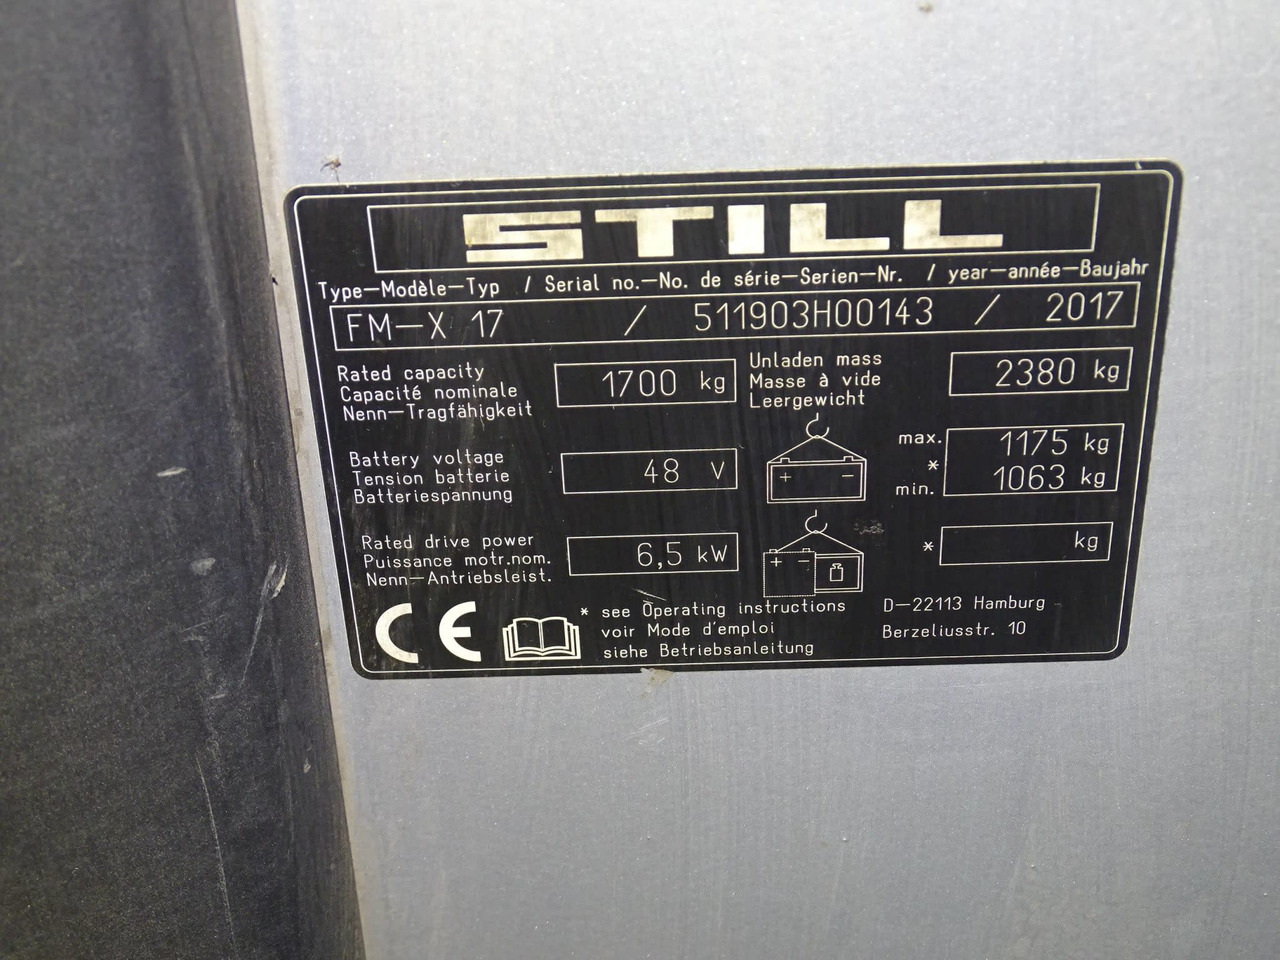 STILL
Type–Modèle–Typ / Serial no.–No. de série–Serien–Nr. / year–année–Baujahr
FM–X 17 / 511903H00143 / 2017
Rated capacity
Capacité nominale
Nenn–Tragfähigkeit
1700 kg
Unladen mass
Masse à vide
Leergewicht
2380 kg
Battery voltage
Tension batterie
Batteriespannung
48 V
+ –
max. 1175 kg
*
min. 1063 kg
Rated drive power
Puissance motr.nom.
Nenn–Antriebsleist.
6,5 kW
+ –
* kg
CE
* see Operating instructions
voir Mode d'emploi
siehe Betriebsanleitung
D–22113 Hamburg
Berzeliusstr. 10